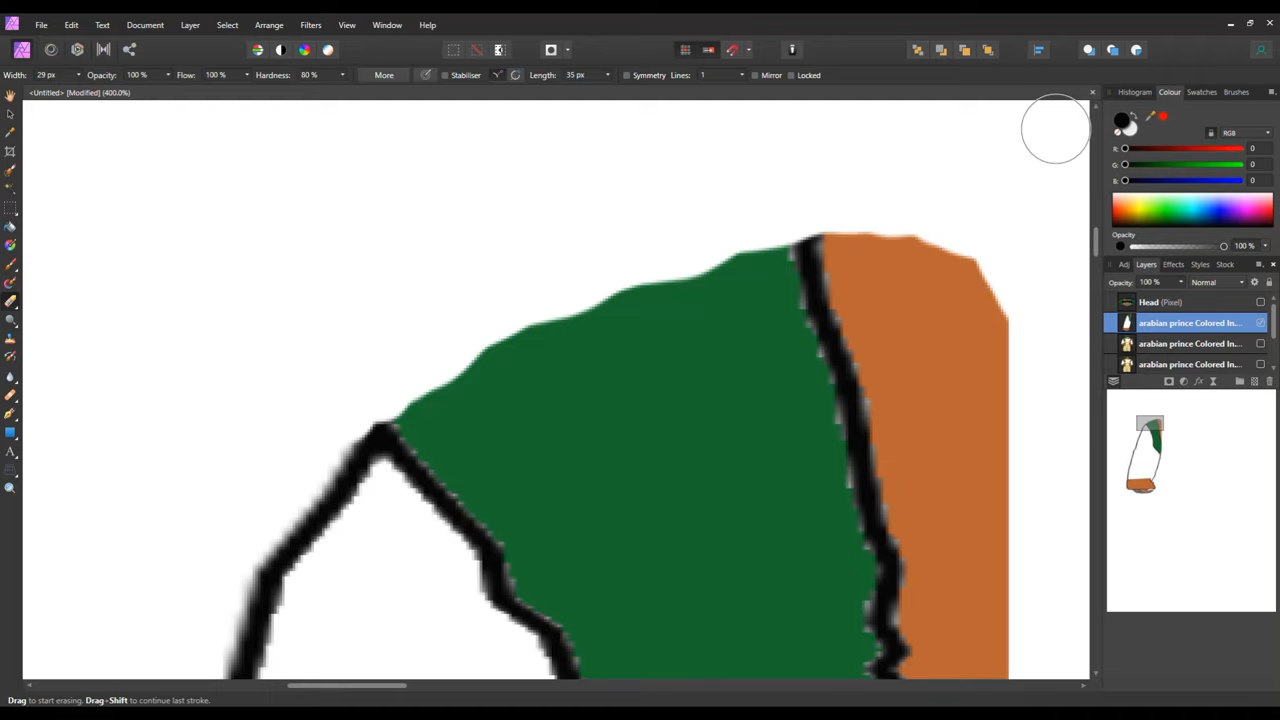 File Edit Text Document Layer Select Arrange Filters View Window Help
Width: 29 px Opacity: 100 % Flow: 100 % Hardness: 80 % More Stabiliser Length: 35 px Symmetry Lines: 1 Mirror Locked
<Untitled> [Modified] (400.0%)
Histogram Colour Swatches Brushes
RGB
R: 0
G: 0
B: 0
Opacity
100 %
Adj Layers Effects Styles Stock
Opacity: 100 % Normal
Head (Pixel)
arabian prince Colored In...
arabian prince Colored In...
arabian prince Colored In...
Drag to start erasing. Drag+Shift to continue last stroke.